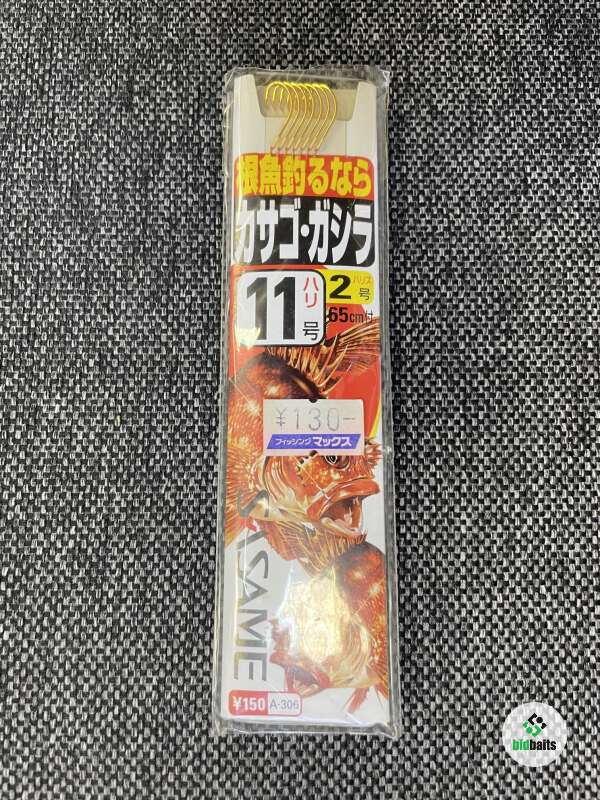 根魚釣るなら
カサゴ・ガシラ
11
ハリ
号
ハリス
2号
65cm付
¥130-
フィッシングマックス
SASAME
¥150 A-306
bidbaits